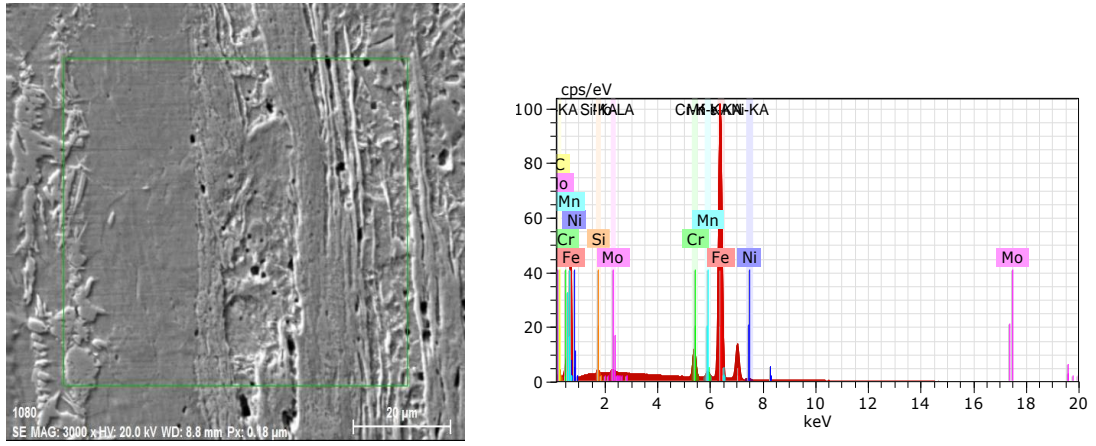 1080
20 µm
SE MAG: 3000 x HV: 20.0 kV WD: 8.8 mm Px: 0.18 µm
cps/eV
100
80
60
40
20
0
C
Mn
Ni
Cr
Fe
Si
Mo
Mn
Cr
Fe
Ni
Mo
2 4 6 8 10 12 14 16 18 20
keV